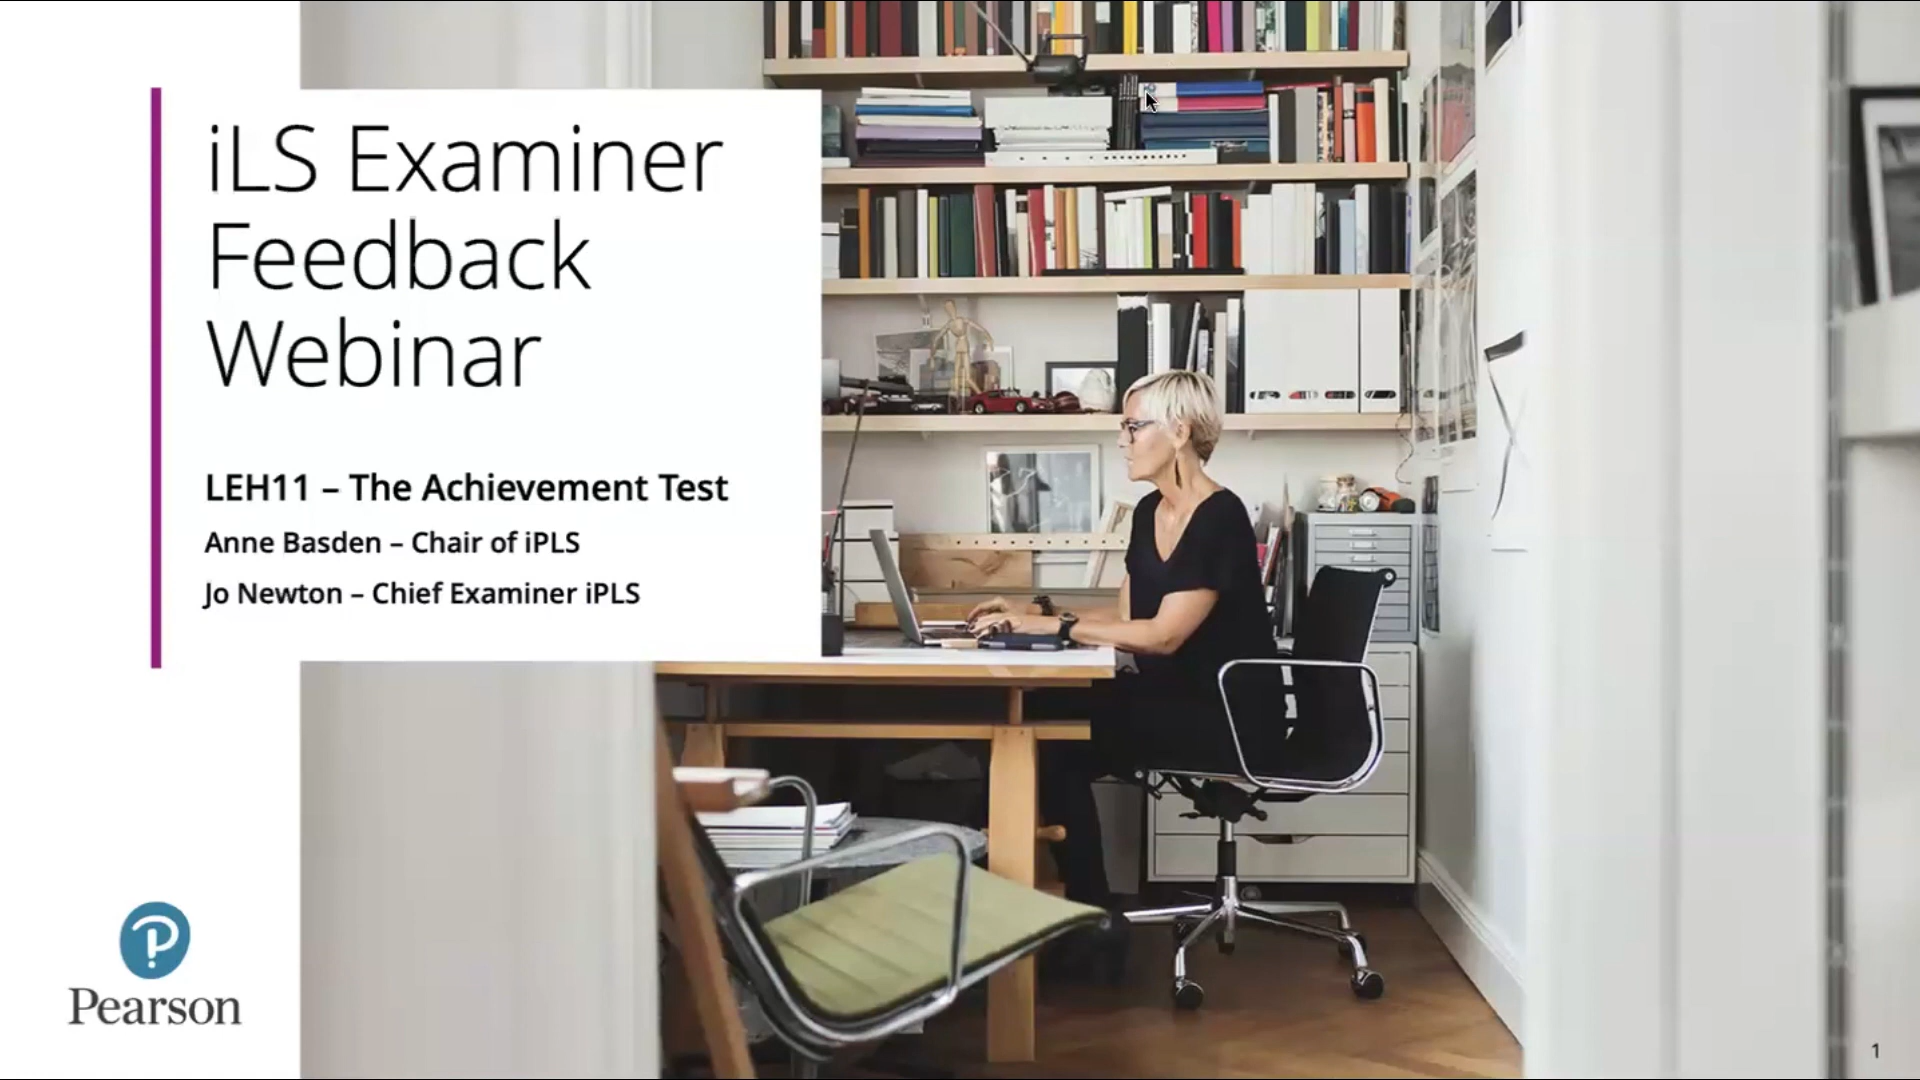 iLS Examiner
Feedback
Webinar
LEH11 – The Achievement Test
Anne Basden – Chair of iPLS
Jo Newton – Chief Examiner iPLS
Pearson
1